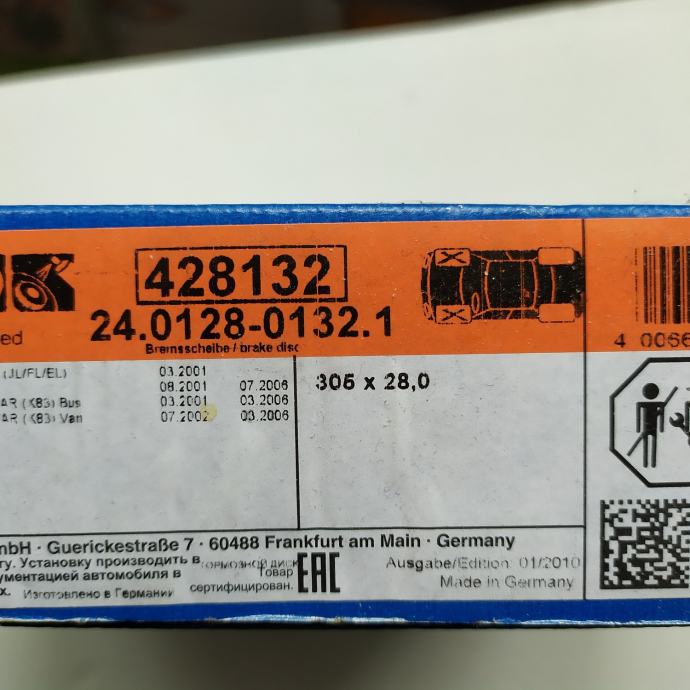 428132
24.0128-0132.1
ed
Bremsscheibe / brake disc
4 0066
(JL/FL/EL) 03.2001
08.2001 07.2006
AR (K83) Bus 03.2001 03.2006
AR (K83) Van 07.2002 03.2006
305 x 28,0
mbH · Guerickestraße 7 · 60488 Frankfurt am Main · Germany
ту. Установку производить в
ументацией автомобиля в
х. Изготовлено в Германии
тормозной диск
Товар
сертифицирован.
EAC
Ausgabe/Edition: 01/2010
Made in Germany